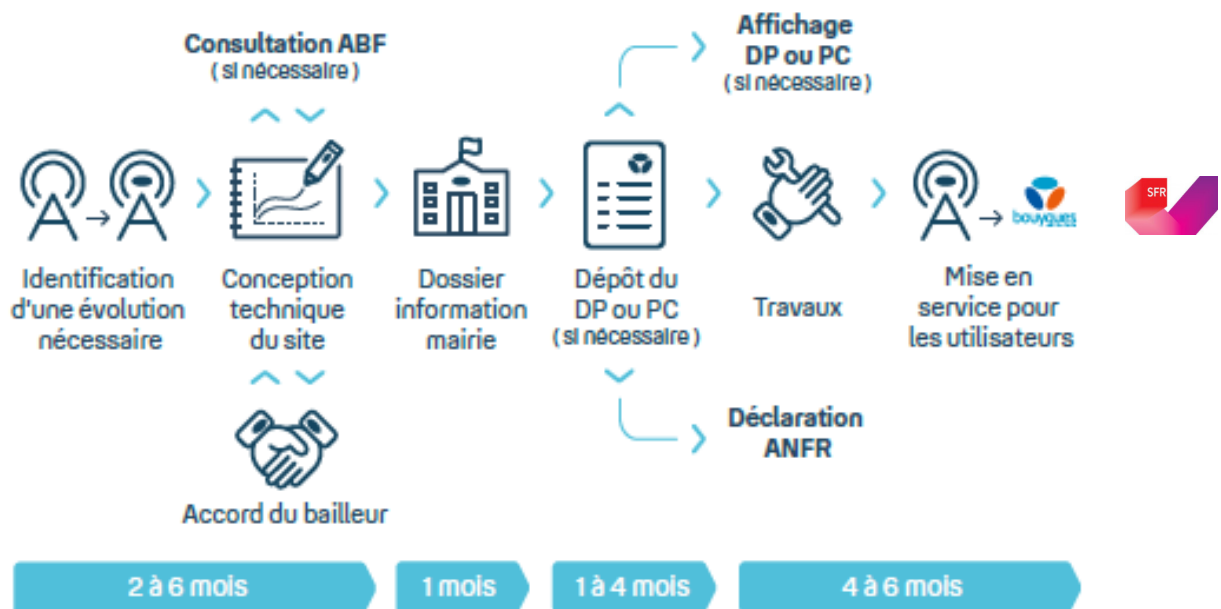 Consultation ABF
( si nécessaire )
Affichage
DP ou PC
( si nécessaire )
bouygues
SFR
Identification
d'une évolution
nécessaire
Conception
technique
du site
Dossier
information
mairie
Dépôt du
DP ou PC
( si nécessaire )
Travaux
Mise en
service pour
les utilisateurs
Accord du bailleur
Déclaration
ANFR
2 à 6 mois
1 mois
1 à 4 mois
4 à 6 mois